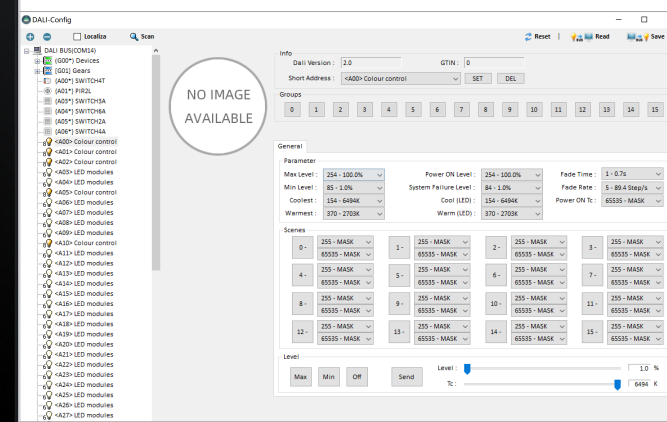 DALI-Config
Localiza Scan Reset | Read Save
DALI BUS(COM14)
(G00*) Devices
(G01) Gears
(A00*) SWITCH4T
(A01*) PIR2L
(A03*) SWITCH3A
(A04*) SWITCH6A
(A05*) SWITCH2A
(A06*) SWITCH4A
<A00> Colour control
<A01> Colour control
<A02> Colour control
<A03> LED modules
<A04> LED modules
<A05> Colour control
<A06> LED modules
<A07> LED modules
<A08> LED modules
<A09> LED modules
<A10> Colour control
<A11> LED modules
<A12> LED modules
<A13> LED modules
<A14> LED modules
<A15> LED modules
<A16> LED modules
<A17> LED modules
<A18> LED modules
<A19> LED modules
<A20> LED modules
<A21> LED modules
<A22> LED modules
<A23> LED modules
<A24> LED modules
<A25> LED modules
<A26> LED modules
<A27> LED modules
NO IMAGE
AVAILABLE
Info
Dali Version : 2.0 GTIN : 0
Short Address : <A00> Colour control SET DEL
Groups
0 1 2 3 4 5 6 7 8 9 10 11 12 13 14 15
General
Parameter
Max Level : 254 - 100.0% Power ON Level : 254 - 100.0% Fade Time : 1 - 0.7s
Min Level : 85 - 1.0% System Failure Level : 84 - 1.0% Fade Rate : 5 - 89.4 Step/s
Coolest : 154 - 6494K Cool (LED) : 154 - 6494K Power ON Tc : 65535 - MASK
Warmest : 370 - 2703K Warm (LED) : 370 - 2703K
Scenes
0 - 255 - MASK 1 - 255 - MASK 2 - 255 - MASK 3 - 255 - MASK
65535 - MASK 65535 - MASK 65535 - MASK 65535 - MASK
4 - 255 - MASK 5 - 255 - MASK 6 - 255 - MASK 7 - 255 - MASK
65535 - MASK 65535 - MASK 65535 - MASK 65535 - MASK
8 - 255 - MASK 9 - 255 - MASK 10 - 255 - MASK 11 - 255 - MASK
65535 - MASK 65535 - MASK 65535 - MASK 65535 - MASK
12 - 255 - MASK 13 - 255 - MASK 14 - 255 - MASK 15 - 255 - MASK
65535 - MASK 65535 - MASK 65535 - MASK 65535 - MASK
Level
Max Min Off Send Level : 1.0 %
Tc : 6494 K